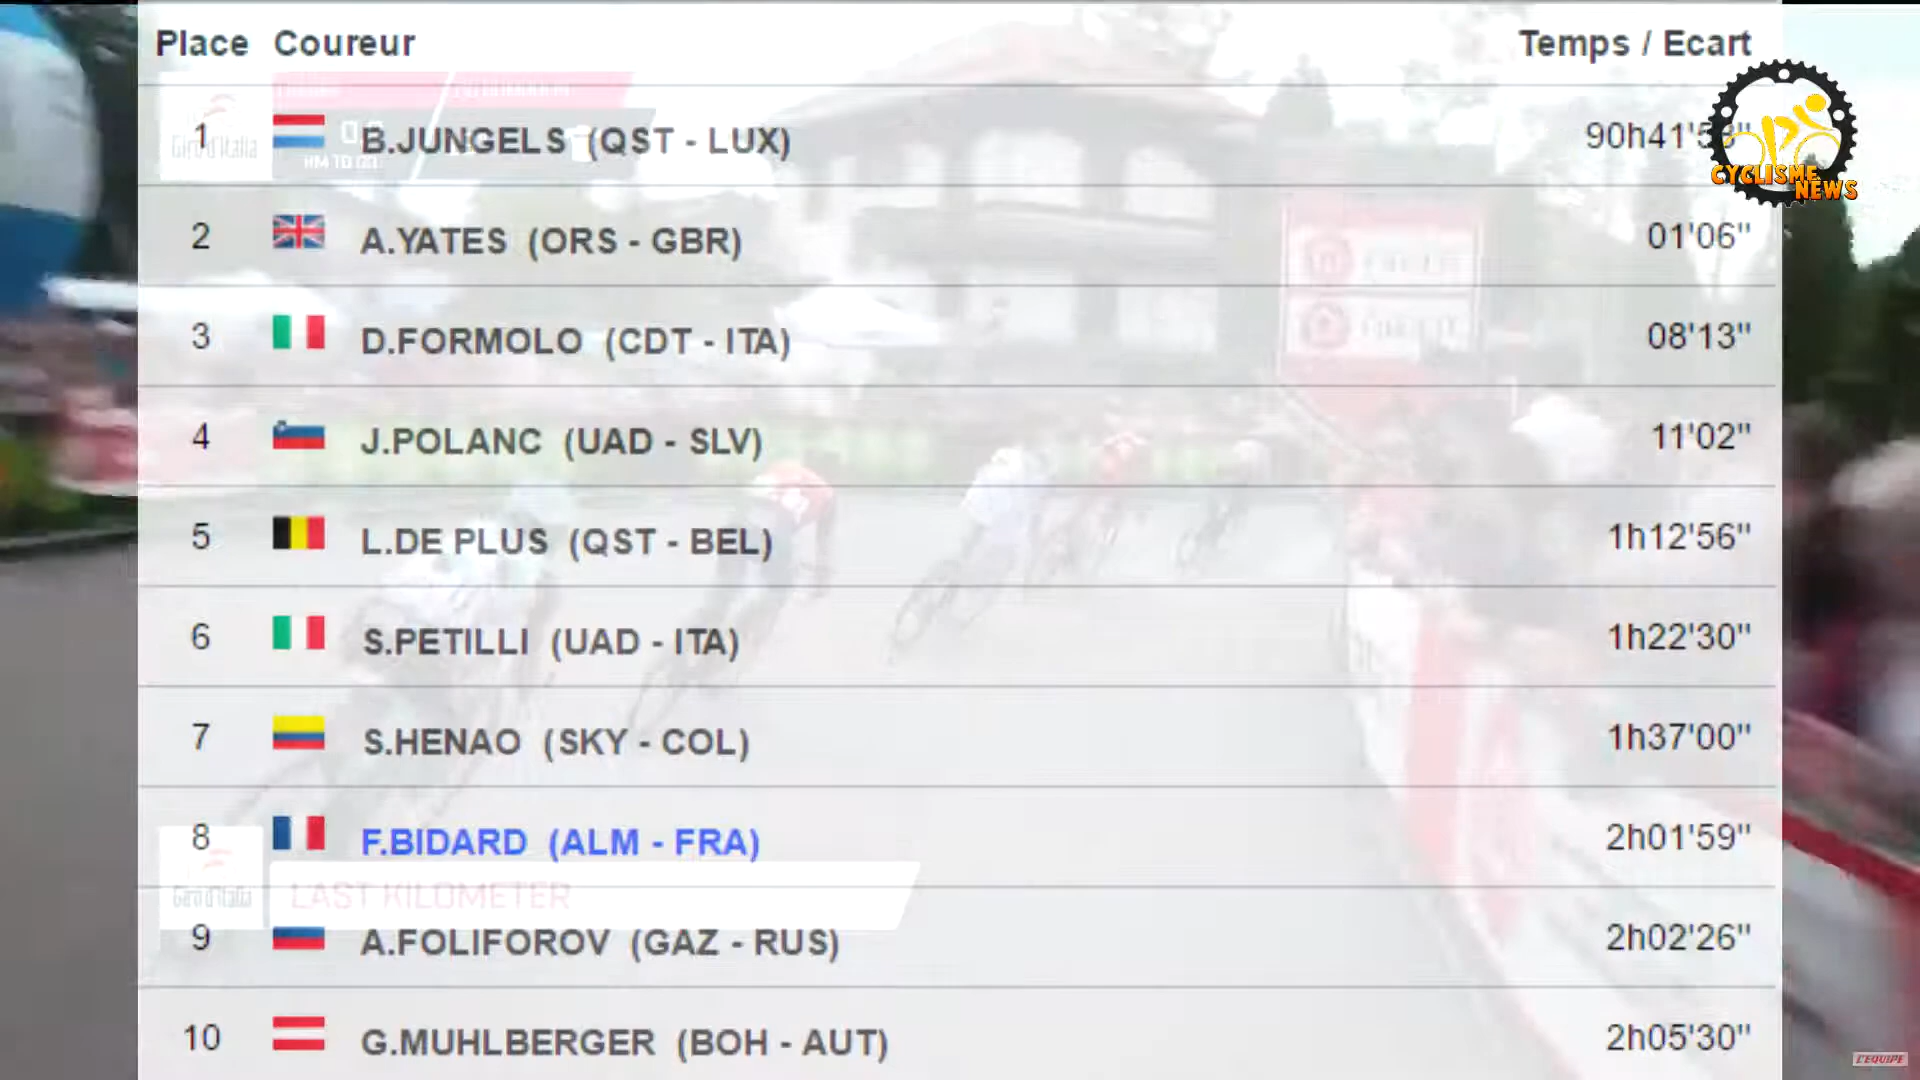 Place Coureur Temps / Ecart
1 B.JUNGELS (QST - LUX)
CYCLISME
NEWS
2 A.YATES (ORS - GBR) 01'06"
3 D.FORMOLO (CDT - ITA) 08'13"
4 J.POLANC (UAD - SLV) 11'02"
5 L.DE PLUS (QST - BEL) 1h12'56"
6 S.PETILLI (UAD - ITA) 1h22'30"
7 S.HENAO (SKY - COL) 1h37'00"
8 F.BIDARD (ALM - FRA) 2h01'59"
Giro d'Italia LAST KILOMETER
9 A.FOLIFOROV (GAZ - RUS) 2h02'26"
10 G.MUHLBERGER (BOH - AUT) 2h05'30"
L'EQUIPE